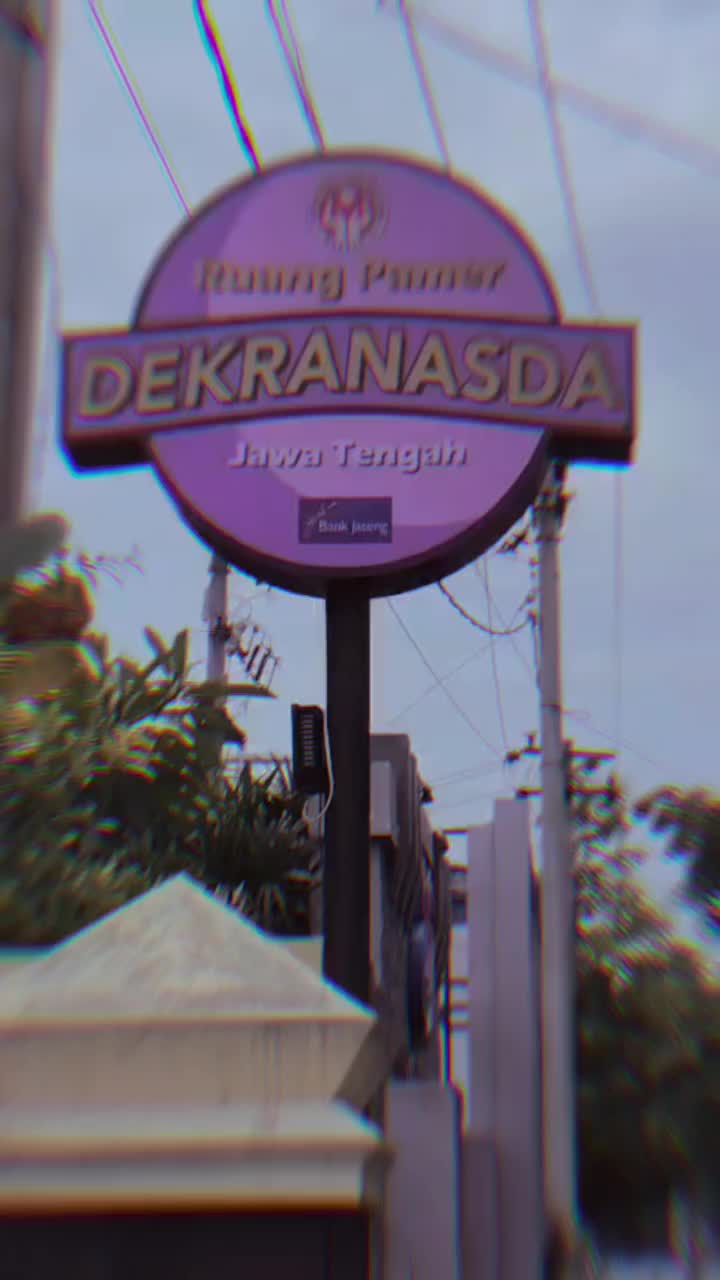 Ruang Pamer
DEKRANASDA
Jawa Tengah
Bank Jateng